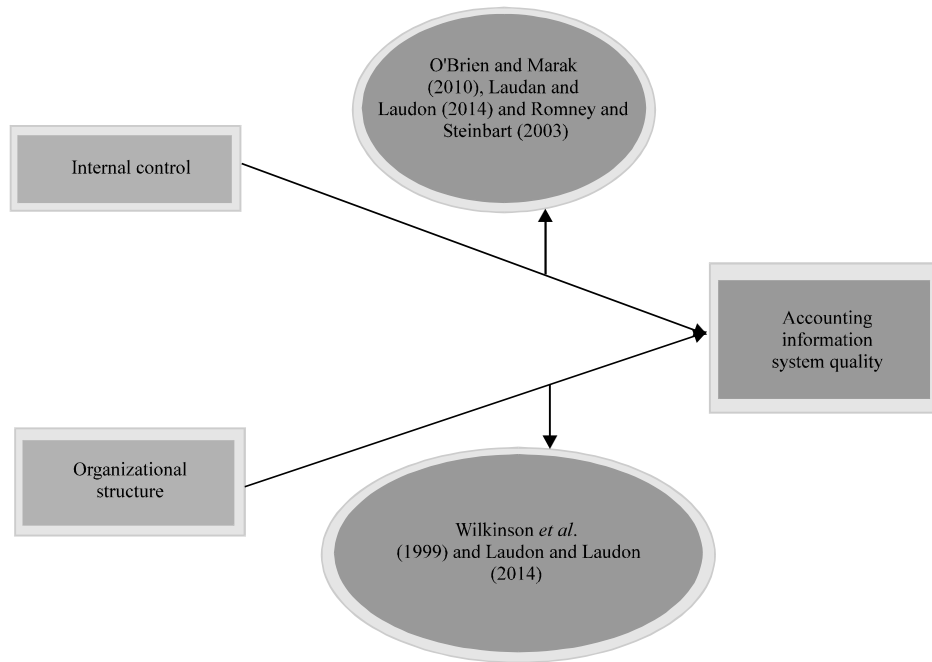 O'Brien and Marak
(2010), Laudan and
Laudon (2014) and Romney and
Steinbart (2003)
Internal control
Accounting
information
system quality
Organizational
structure
Wilkinson et al.
(1999) and Laudon and Laudon
(2014)